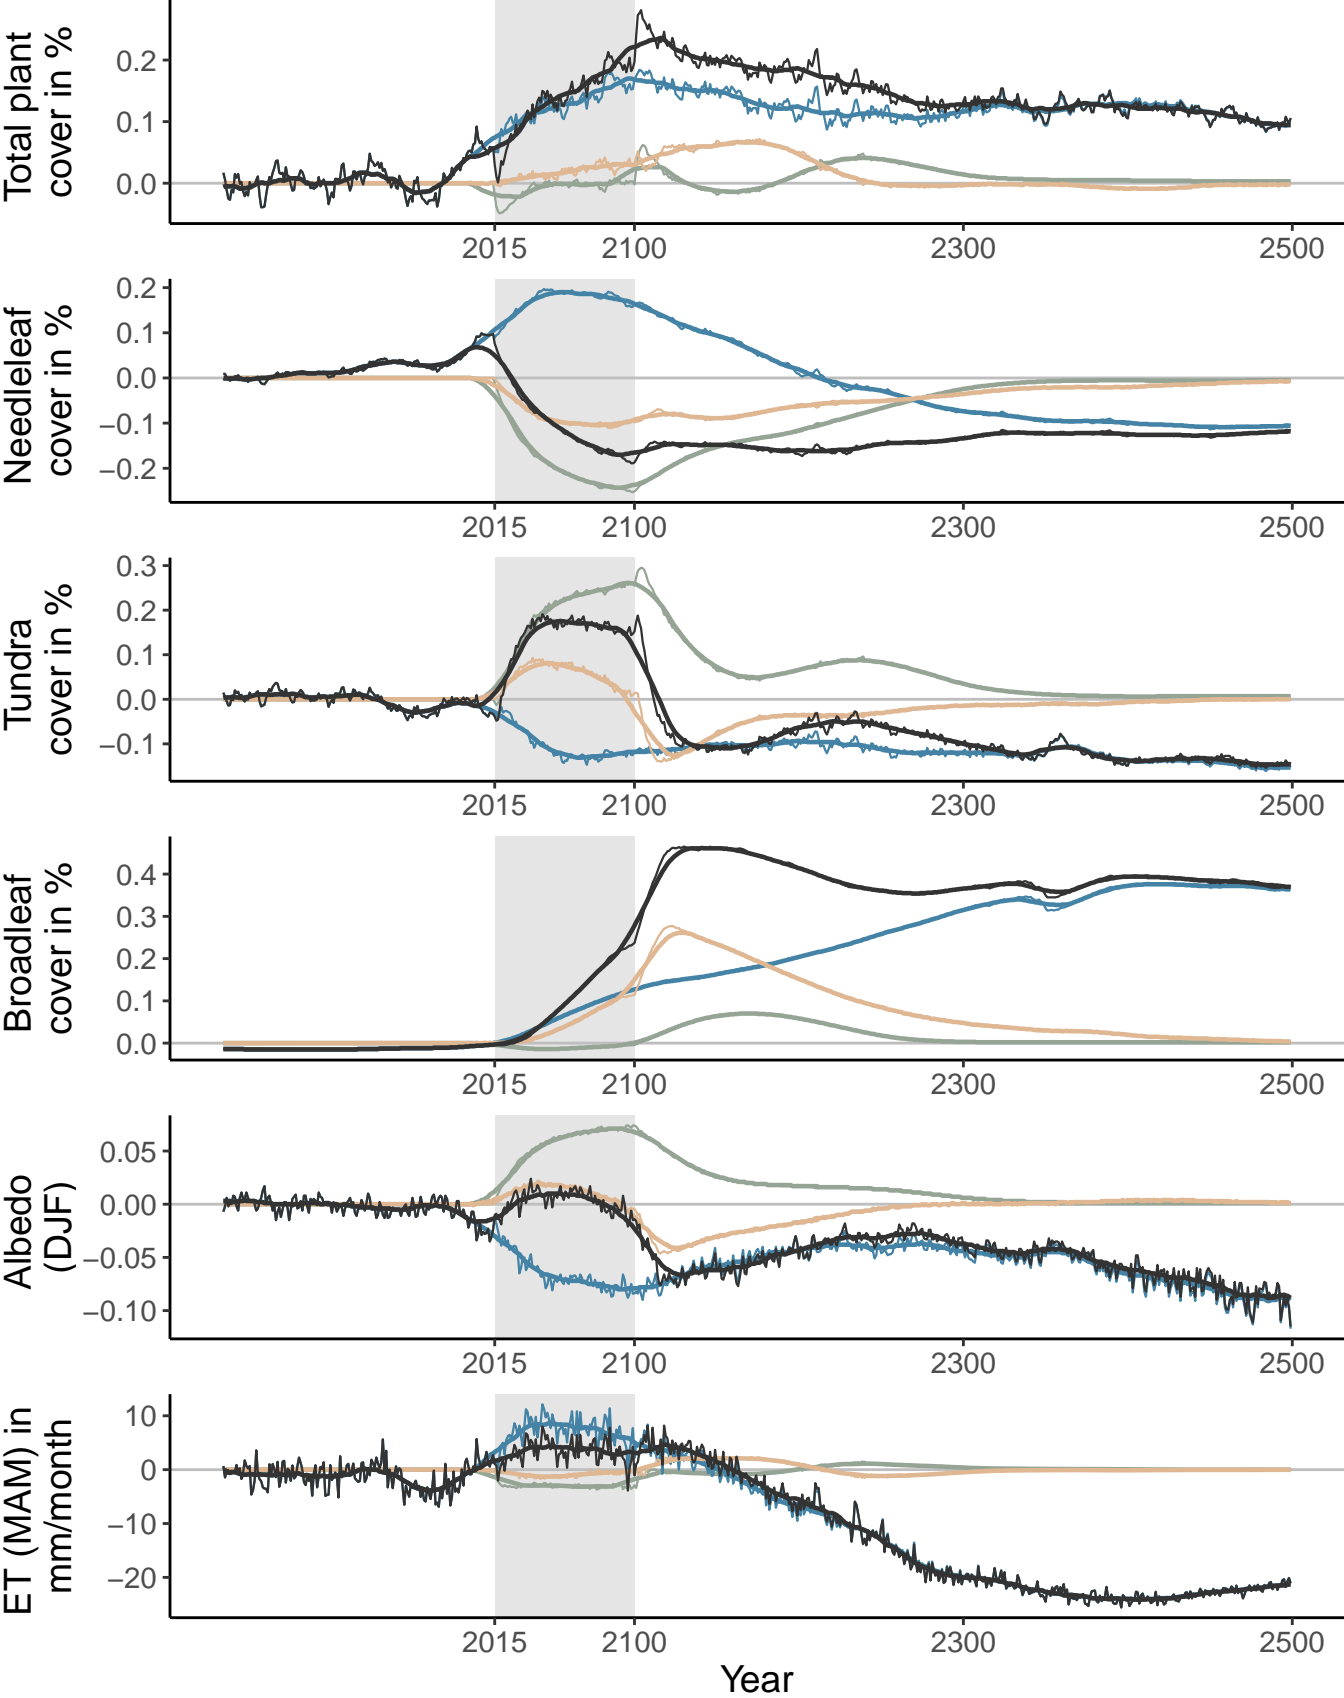 Total plant
cover in %
0.2
0.1
0.0
2015 2100 2300 2500
Needleleaf
cover in %
0.2
0.1
0.0
−0.1
−0.2
2015 2100 2300 2500
Tundra
cover in %
0.3
0.2
0.1
0.0
−0.1
2015 2100 2300 2500
Broadleaf
cover in %
0.4
0.3
0.2
0.1
0.0
2015 2100 2300 2500
Albedo
(DJF)
0.05
0.00
−0.05
−0.10
2015 2100 2300 2500
ET (MAM) in
mm/month
10
0
−10
−20
2015 2100 2300 2500
Year